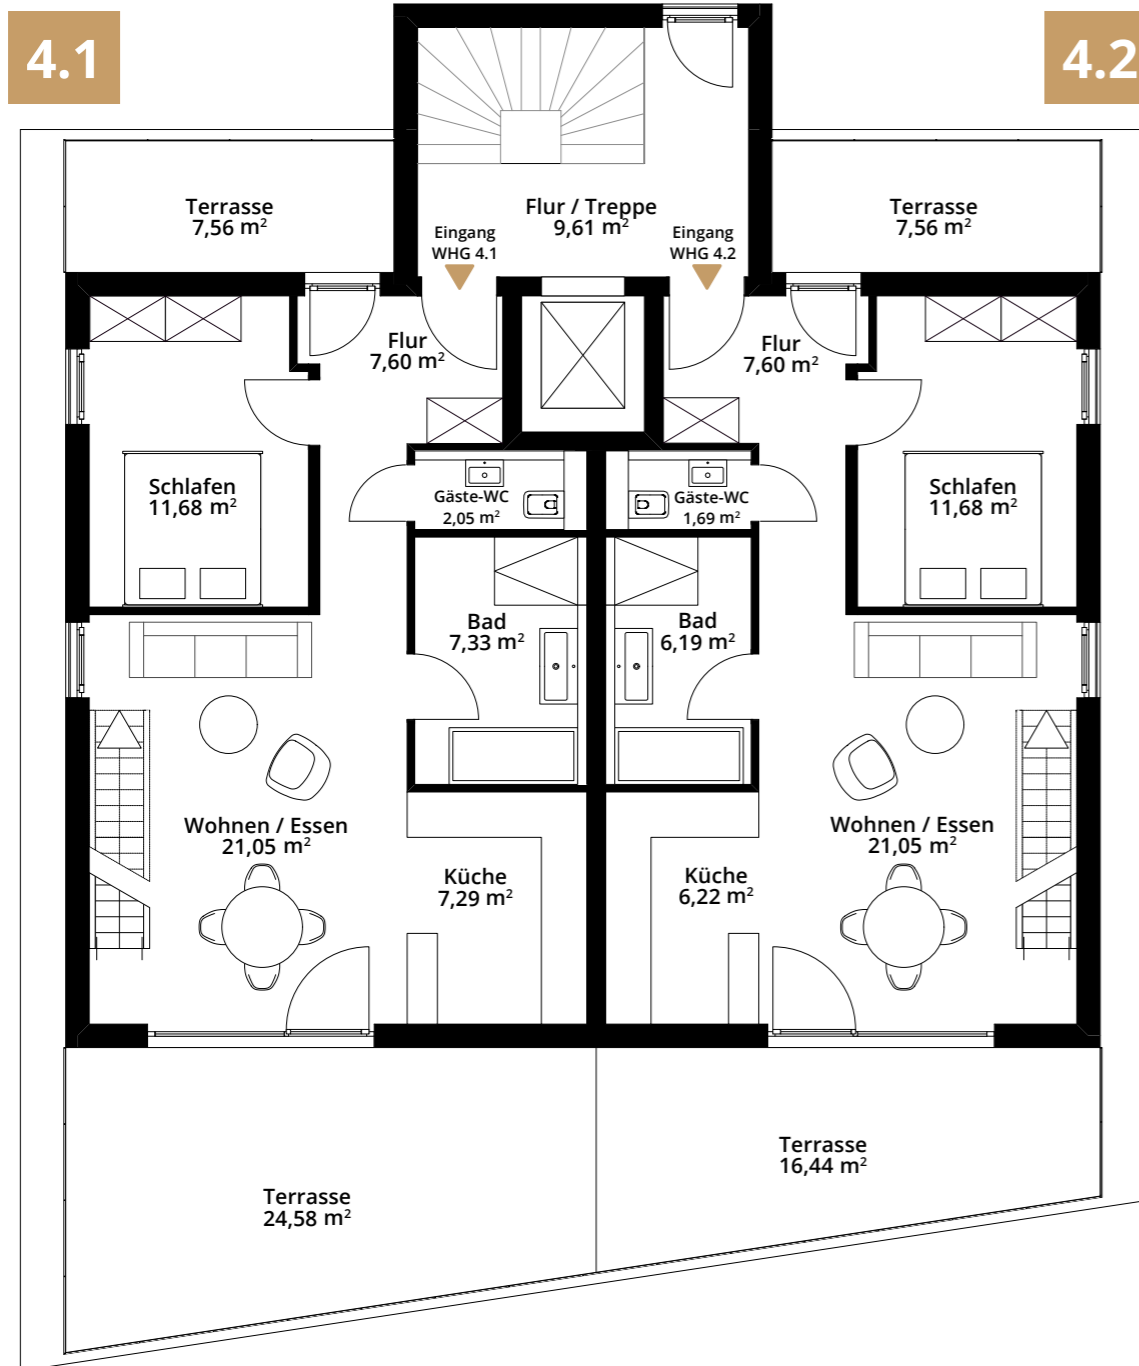 4.1
4.2
Terrasse
7,56 m²
Flur / Treppe
9,61 m²
Terrasse
7,56 m²
Eingang
WHG 4.1
Eingang
WHG 4.2
Flur
7,60 m²
Flur
7,60 m²
Schlafen
11,68 m²
Gäste-WC
2,05 m²
Gäste-WC
1,69 m²
Schlafen
11,68 m²
Bad
7,33 m²
Bad
6,19 m²
Wohnen / Essen
21,05 m²
Wohnen / Essen
21,05 m²
Küche
7,29 m²
Küche
6,22 m²
Terrasse
16,44 m²
Terrasse
24,58 m²